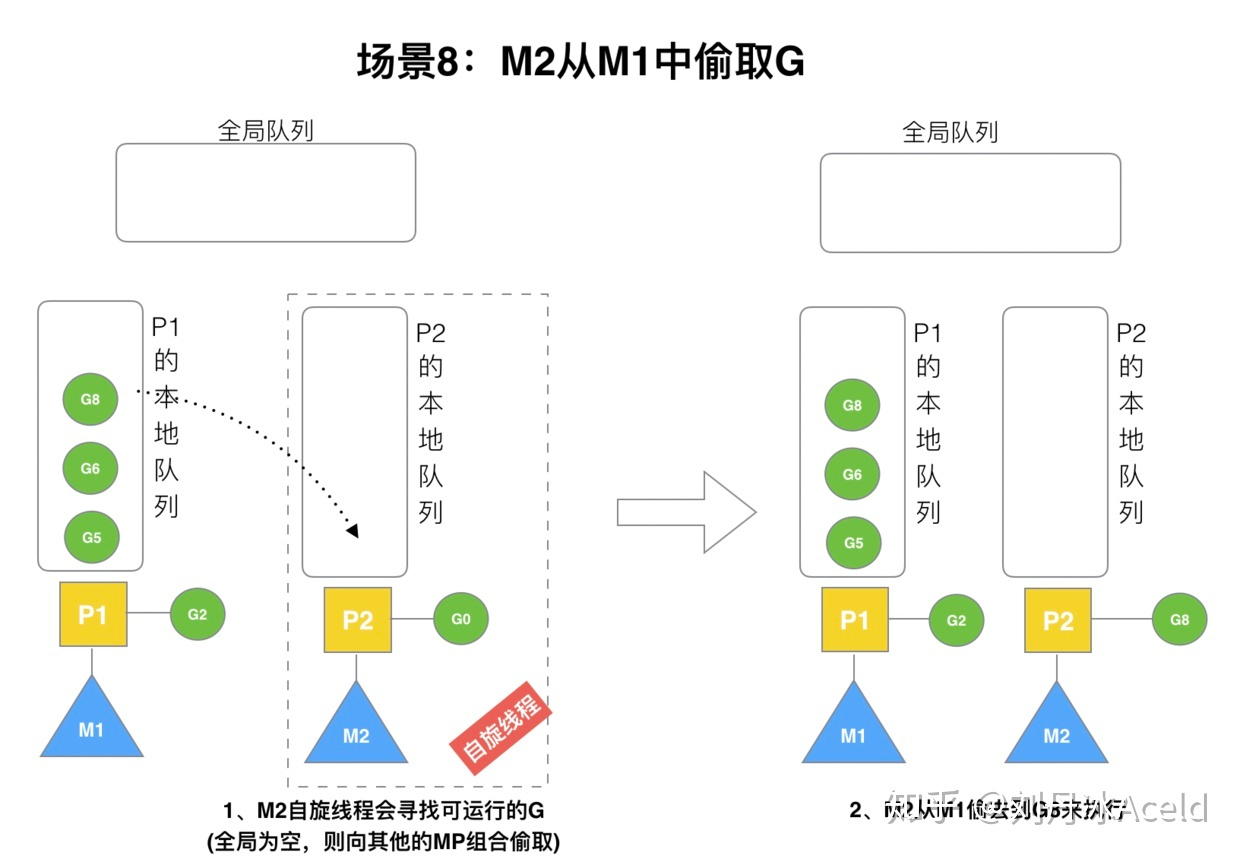 场景8：M2从M1中偷取G
全局队列
全局队列
P1的本地队列
G8
G6
G5
P1
G2
M1
P2的本地队列
P2
G0
M2
自旋线程
1、M2自旋线程会寻找可运行的G
(全局为空，则向其他的MP组合偷取)
P1的本地队列
G8
G6
G5
P1
G2
M1
P2的本地队列
P2
G8
M2
2、M2从M1偷
来执行
知乎 @刘丹冰Aceld